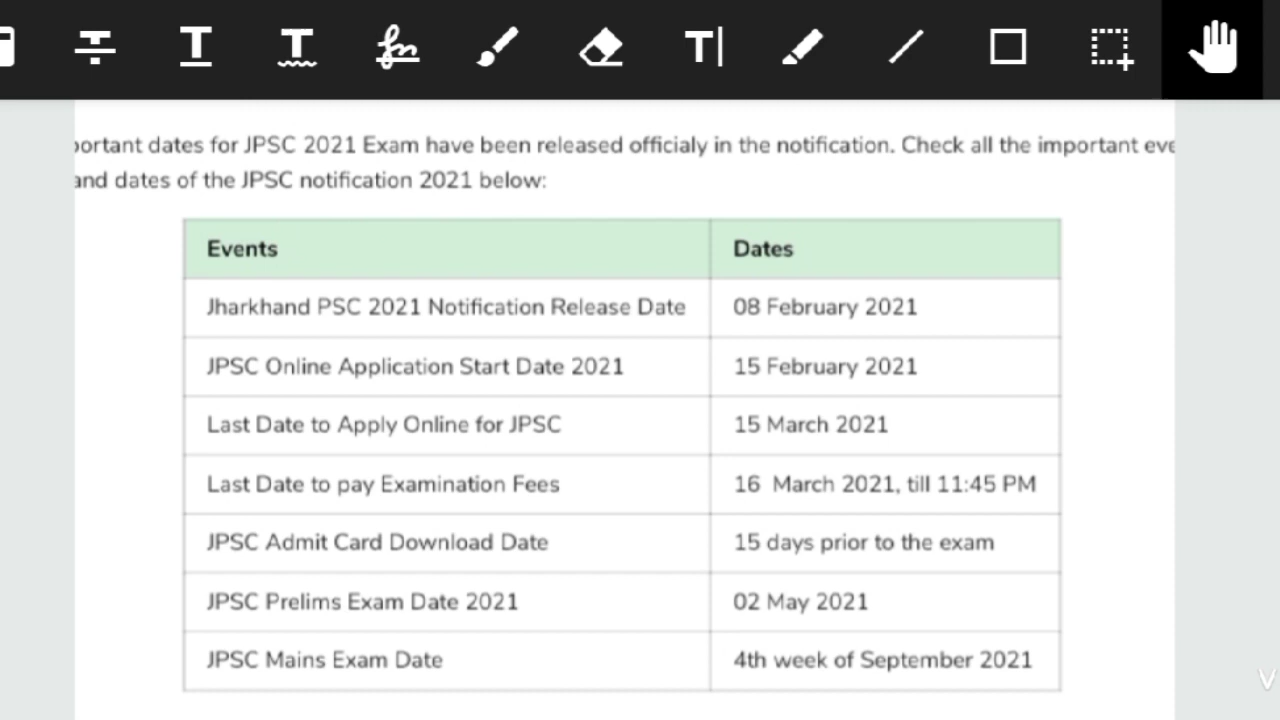 portant dates for JPSC 2021 Exam have been released officialy in the notification. Check all the important eve
and dates of the JPSC notification 2021 below:
Events Dates
Jharkhand PSC 2021 Notification Release Date 08 February 2021
JPSC Online Application Start Date 2021 15 February 2021
Last Date to Apply Online for JPSC 15 March 2021
Last Date to pay Examination Fees 16 March 2021, till 11:45 PM
JPSC Admit Card Download Date 15 days prior to the exam
JPSC Prelims Exam Date 2021 02 May 2021
JPSC Mains Exam Date 4th week of September 2021